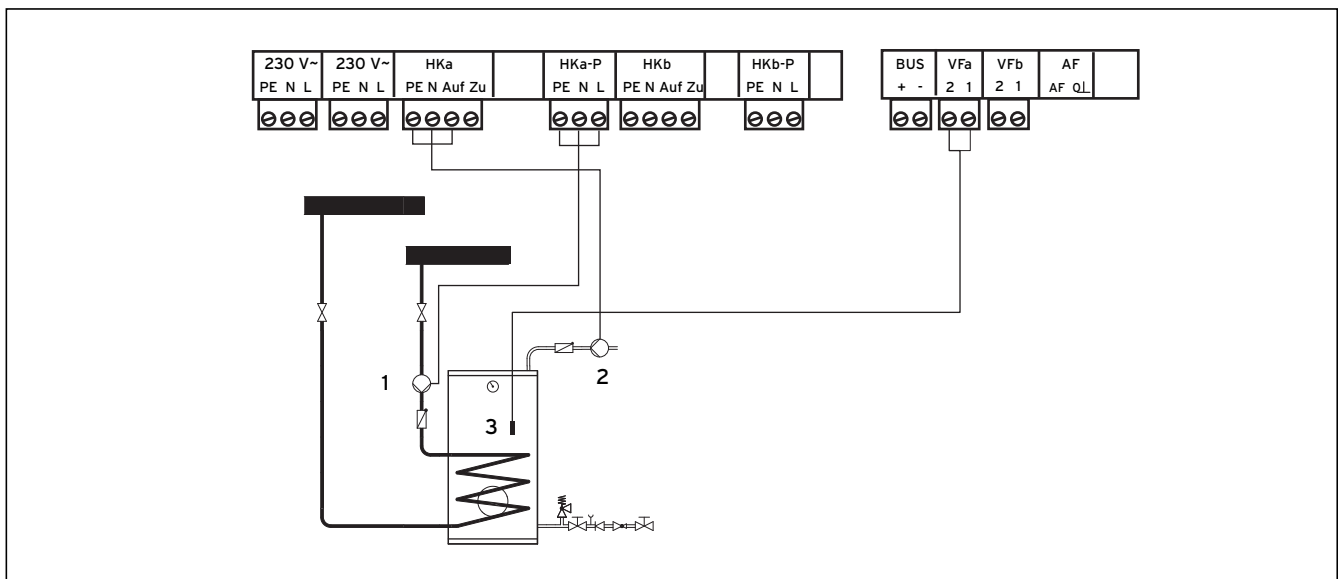 230 V~ 230 V~ HKa HKa-P HKb HKb-P BUS VFa VFb AF
PE N L PE N L PE N Auf Zu PE N L PE N Auf Zu PE N L + - 2 1 2 1 AF Q⊥
1
2
3